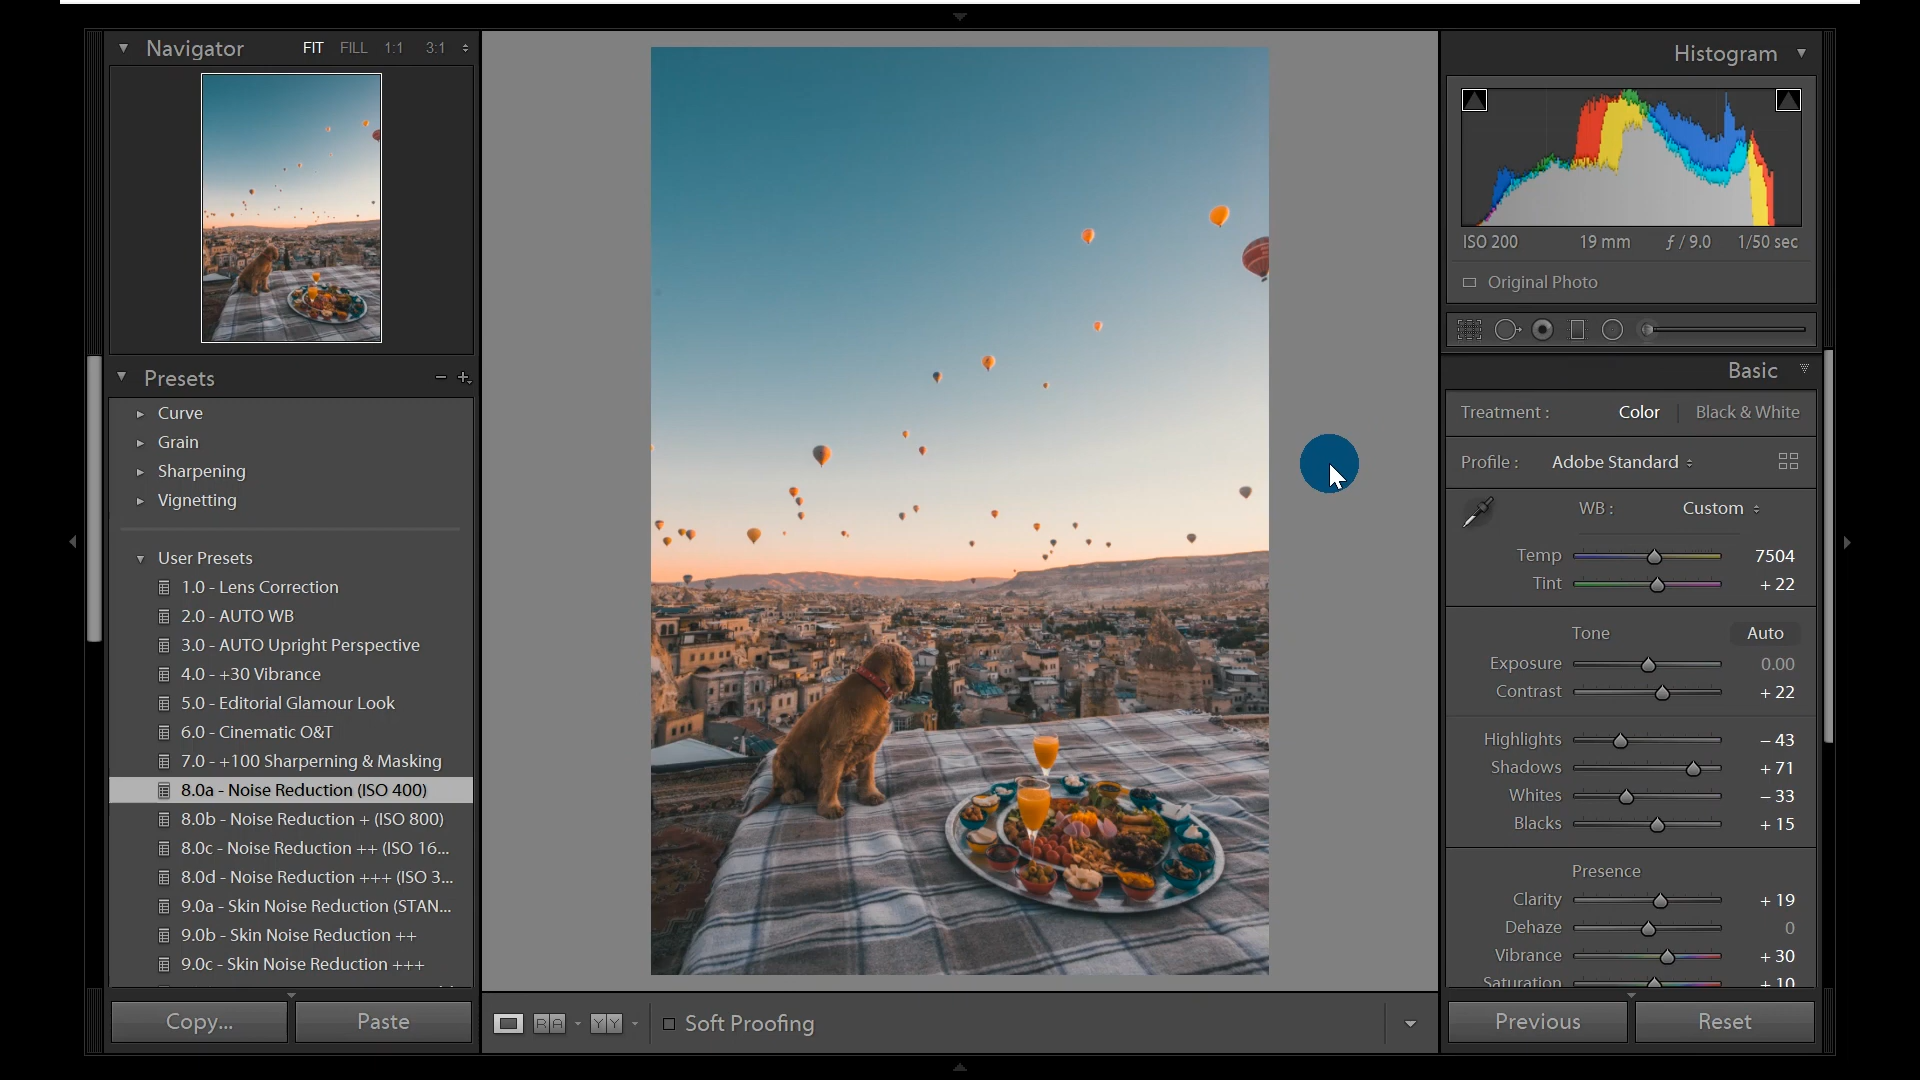 Navigator FIT FILL 1:1 3:1
Presets
Curve
Grain
Sharpening
Vignetting
User Presets
1.0 - Lens Correction
2.0 - AUTO WB
3.0 - AUTO Upright Perspective
4.0 - +30 Vibrance
5.0 - Editorial Glamour Look
6.0 - Cinematic O&T
7.0 - +100 Sharperning & Masking
8.0a - Noise Reduction (ISO 400)
8.0b - Noise Reduction + (ISO 800)
8.0c - Noise Reduction ++ (ISO 16...
8.0d - Noise Reduction +++ (ISO 3...
9.0a - Skin Noise Reduction (STAN...
9.0b - Skin Noise Reduction ++
9.0c - Skin Noise Reduction +++
Copy... Paste
RA YY Soft Proofing
Histogram
ISO 200 19 mm ƒ / 9.0 1/50 sec
Original Photo
Basic
Treatment : Color Black & White
Profile : Adobe Standard
WB : Custom
Temp 7504
Tint + 22
Tone Auto
Exposure 0.00
Contrast + 22
Highlights – 43
Shadows + 71
Whites – 33
Blacks + 15
Presence
Clarity + 19
Dehaze 0
Vibrance + 30
Saturation + 10
Previous Reset